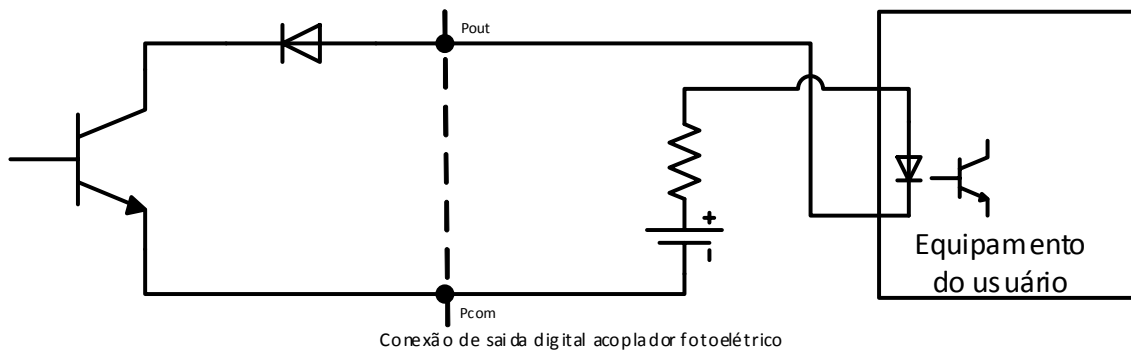 Pout
+
-
Equipamento
do usuário
Pcom
Conexão de saida digital acoplador fotoelétrico